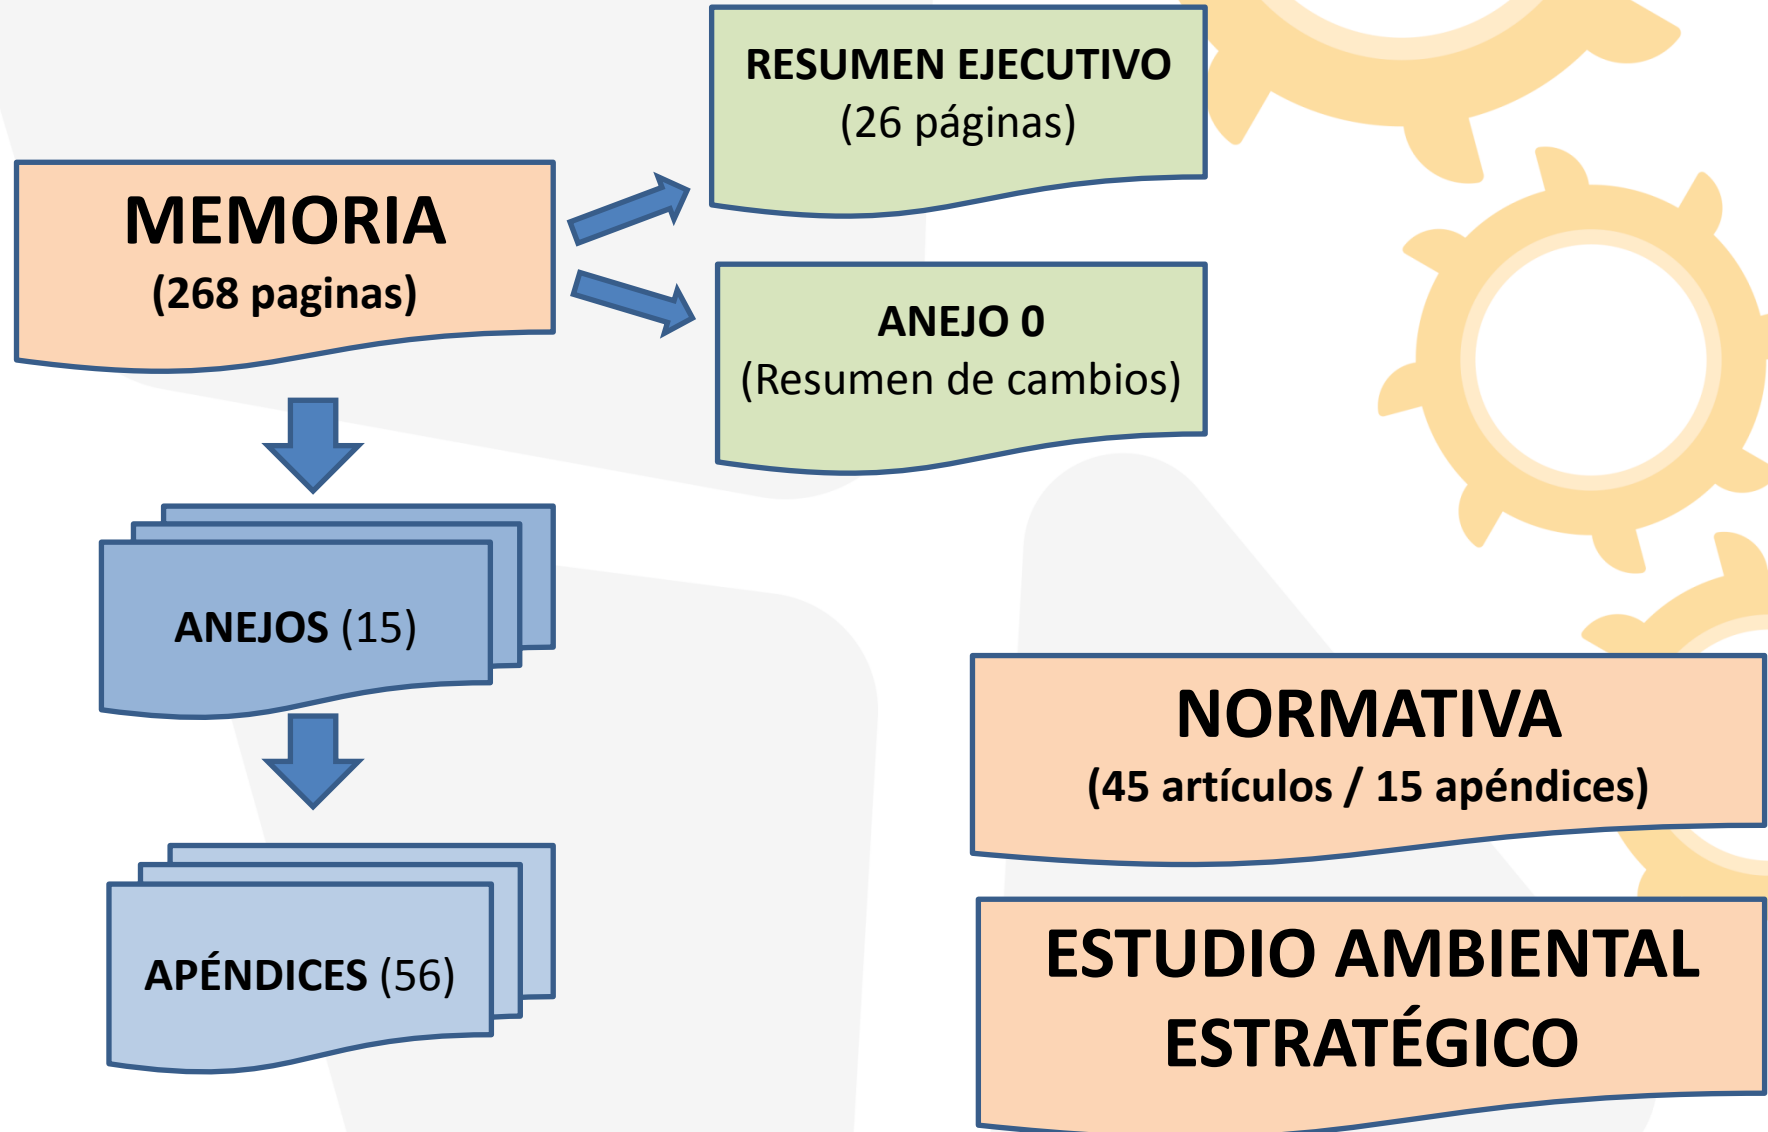 RESUMEN EJECUTIVO
(26 páginas)
MEMORIA
(268 paginas)
ANEJO 0
(Resumen de cambios)
ANEJOS (15)
NORMATIVA
(45 artículos / 15 apéndices)
APÉNDICES (56)
ESTUDIO AMBIENTAL
ESTRATÉGICO